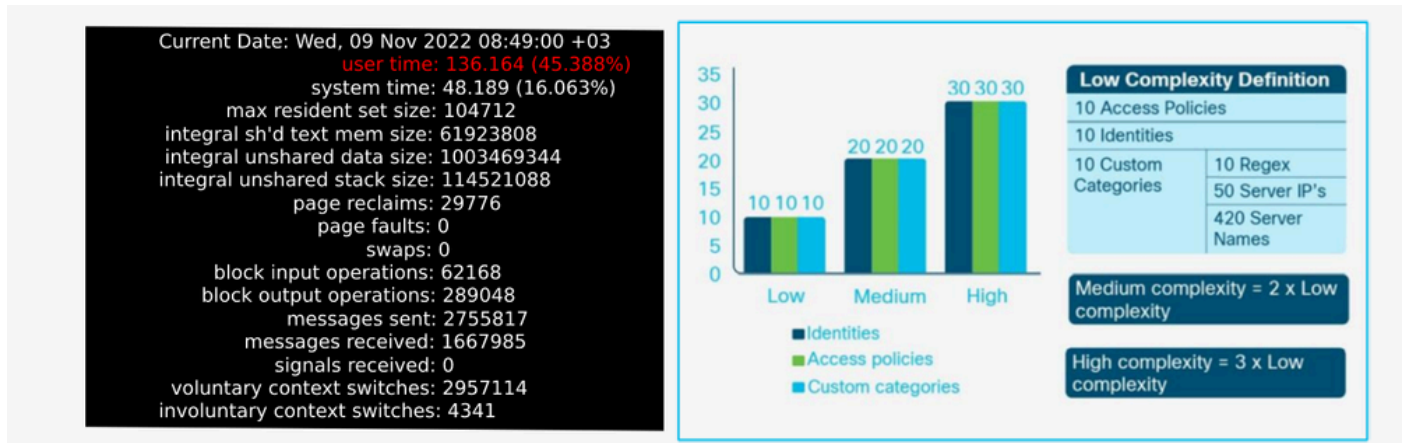 Current Date: Wed, 09 Nov 2022 08:49:00 +03
user time: 136.164 (45.388%)
system time: 48.189 (16.063%)
max resident set size: 104712
integral sh'd text mem size: 61923808
integral unshared data size: 1003469344
integral unshared stack size: 114521088
page reclaims: 29776
page faults: 0
swaps: 0
block input operations: 62168
block output operations: 289048
messages sent: 2755817
messages received: 1667985
signals received: 0
voluntary context switches: 2957114
involuntary context switches: 4341
35
30
25
20
15
10
5
0
10 10 10
20 20 20
30 30 30
Low Medium High
Identities
Access policies
Custom categories
Low Complexity Definition
10 Access Policies
10 Identities
10 Custom
Categories
10 Regex
50 Server IP's
420 Server
Names
Medium complexity = 2 x Low
complexity
High complexity = 3 x Low
complexity